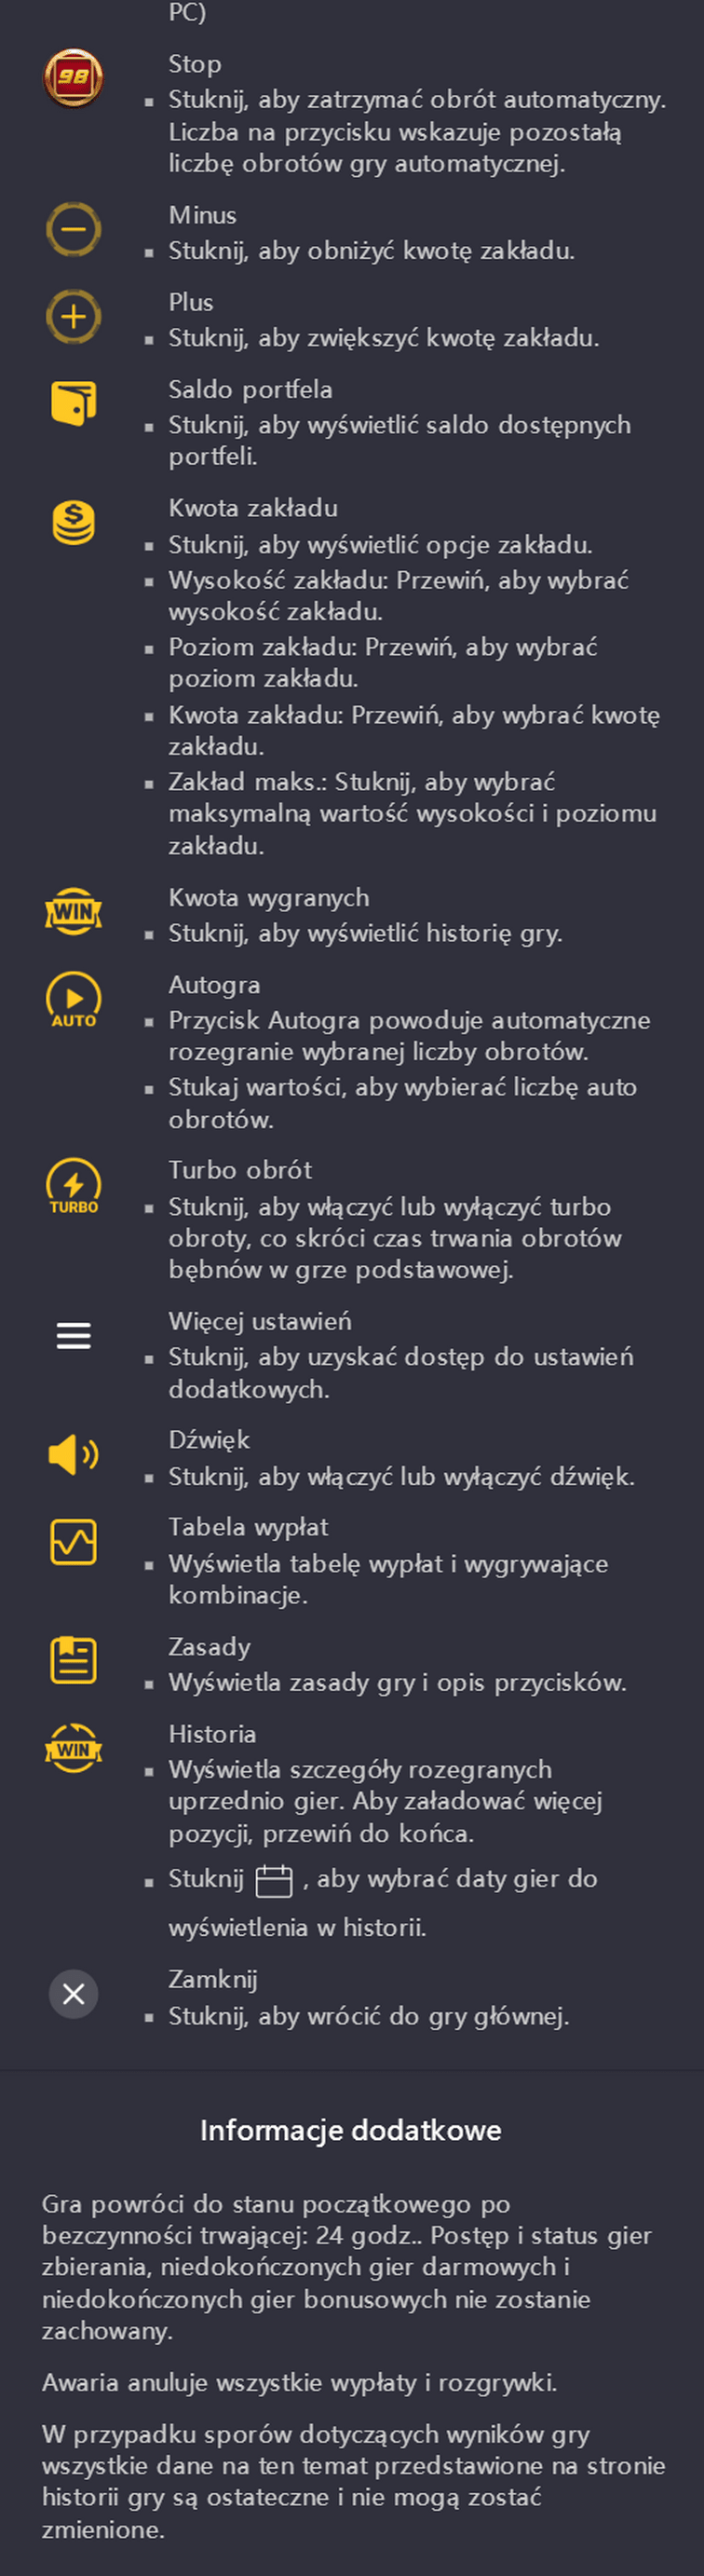 PC)
98
Stop
Stuknij, aby zatrzymać obrót automatyczny.
Liczba na przycisku wskazuje pozostałą
liczbę obrotów gry automatycznej.
Minus
Stuknij, aby obniżyć kwotę zakładu.
Plus
Stuknij, aby zwiększyć kwotę zakładu.
Saldo portfela
Stuknij, aby wyświetlić saldo dostępnych
portfeli.
$
Kwota zakładu
Stuknij, aby wyświetlić opcje zakładu.
Wysokość zakładu: Przewiń, aby wybrać
wysokość zakładu.
Poziom zakładu: Przewiń, aby wybrać
poziom zakładu.
Kwota zakładu: Przewiń, aby wybrać kwotę
zakładu.
Zakład maks.: Stuknij, aby wybrać
maksymalną wartość wysokości i poziomu
zakładu.
WIN
Kwota wygranych
Stuknij, aby wyświetlić historię gry.
AUTO
Autogra
Przycisk Autogra powoduje automatyczne
rozegranie wybranej liczby obrotów.
Stukaj wartości, aby wybierać liczbę auto
obrotów.
TURBO
Turbo obrót
Stuknij, aby włączyć lub wyłączyć turbo
obroty, co skróci czas trwania obrotów
bębnów w grze podstawowej.
Więcej ustawień
Stuknij, aby uzyskać dostęp do ustawień
dodatkowych.
Dźwięk
Stuknij, aby włączyć lub wyłączyć dźwięk.
Tabela wypłat
Wyświetla tabelę wypłat i wygrywające
kombinacje.
Zasady
Wyświetla zasady gry i opis przycisków.
WIN
Historia
Wyświetla szczegóły rozegranych
uprzednio gier. Aby załadować więcej
pozycji, przewiń do końca.
Stuknij , aby wybrać daty gier do
wyświetlenia w historii.
Zamknij
Stuknij, aby wrócić do gry głównej.
Informacje dodatkowe
Gra powróci do stanu początkowego po
bezczynności trwającej: 24 godz.. Postęp i status gier
zbierania, niedokończonych gier darmowych i
niedokończonych gier bonusowych nie zostanie
zachowany.
Awaria anuluje wszystkie wypłaty i rozgrywki.
W przypadku sporów dotyczących wyników gry
wszystkie dane na ten temat przedstawione na stronie
historii gry są ostateczne i nie mogą zostać
zmienione.